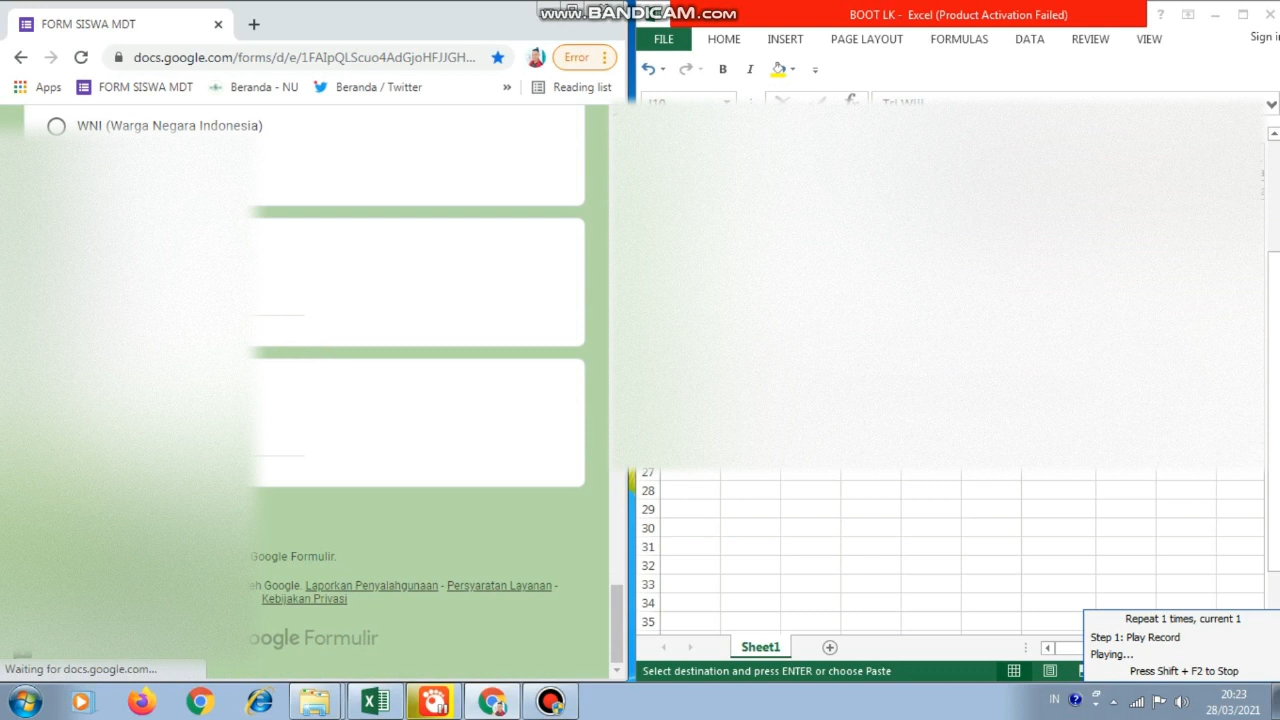 FORM SISWA MDT
www.BANDICAM.com
BOOT LK - Excel (Product Activation Failed)
docs.google.com/forms/d/e/1FAIpQLScuo4AdGjoHFJJGH...
Error
FILE HOME INSERT PAGE LAYOUT FORMULAS DATA REVIEW VIEW
Sign i
Apps FORM SISWA MDT Beranda - NU Beranda / Twitter » Reading list
B I
WNI (Warga Negara Indonesia)
27
28
29
30
31
32
33
34
35
Google Formulir.
Google. Laporkan Penyalahgunaan - Persyaratan Layanan -
Kebijakan Privasi
oogle Formulir
Waiting for docs.google.com...
Sheet1
Select destination and press ENTER or choose Paste
Repeat 1 times, current 1
Step 1: Play Record
Playing...
Press Shift + F2 to Stop
IN
20:23
28/03/2021